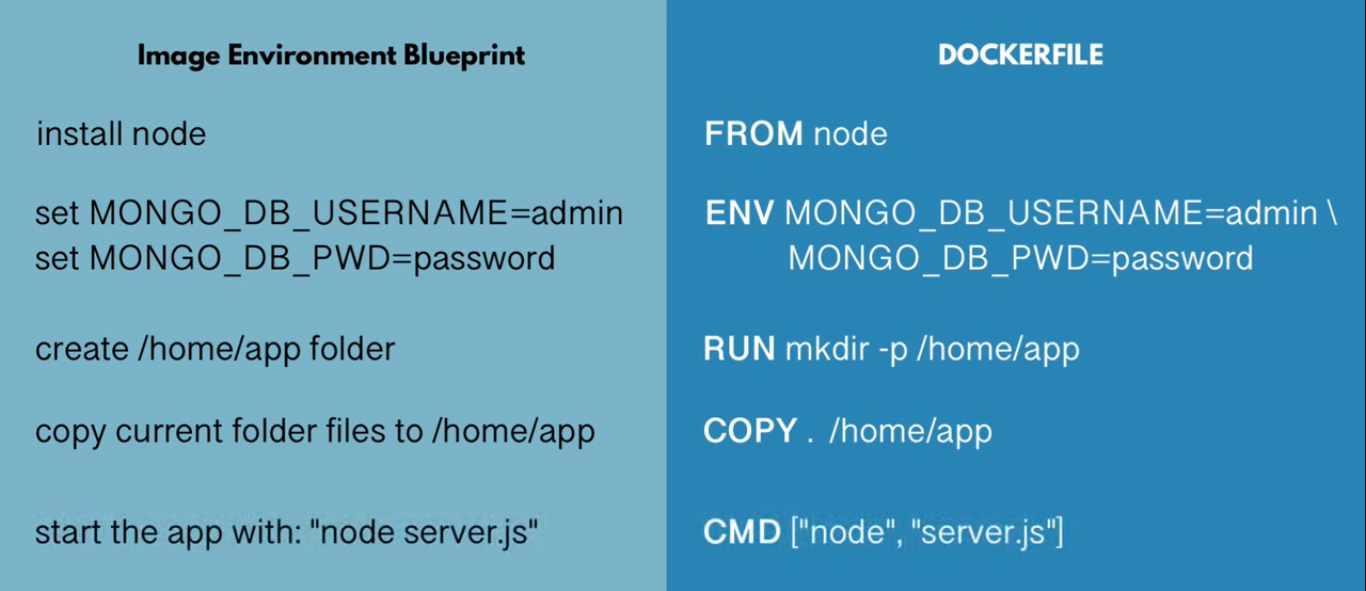 Image Environment Blueprint
install node
set MONGO_DB_USERNAME=admin
set MONGO_DB_PWD=password
create /home/app folder
copy current folder files to /home/app
start the app with: "node server.js"
DOCKERFILE
FROM node
ENV MONGO_DB_USERNAME=admin \
MONGO_DB_PWD=password
RUN mkdir -p /home/app
COPY . /home/app
CMD ["node", "server.js"]